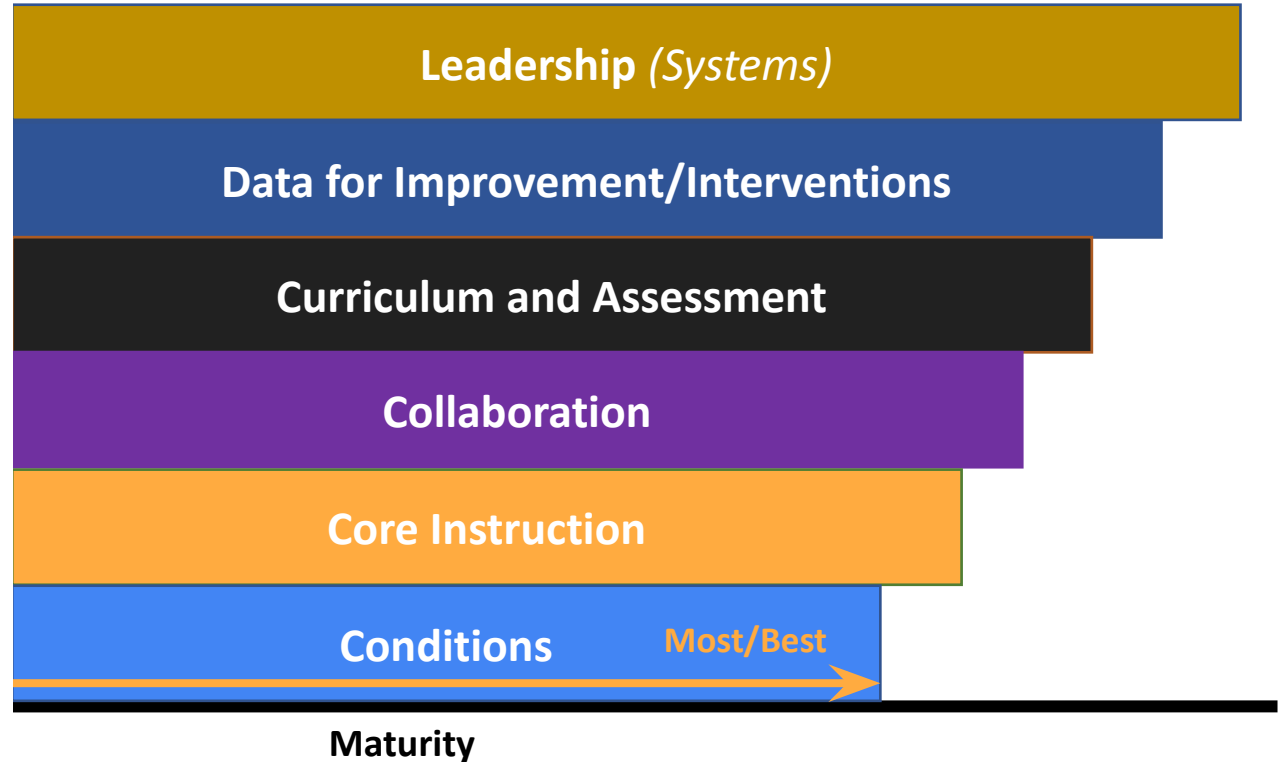 Leadership (Systems)
Data for Improvement/Interventions
Curriculum and Assessment
Collaboration
Core Instruction
Conditions
Most/Best
Maturity